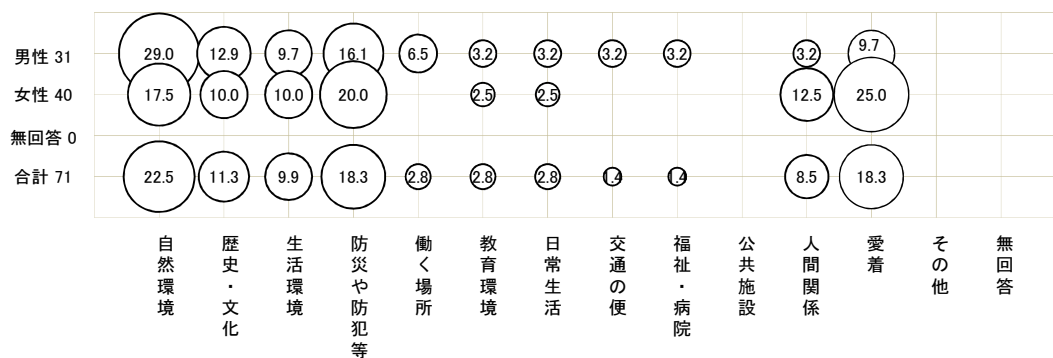 男性 31 29.0 12.9 9.7 16.1 6.5 3.2 3.2 3.2 3.2 3.2 9.7
女性 40 17.5 10.0 10.0 20.0 2.5 2.5 12.5 25.0
無回答 0
合計 71 22.5 11.3 9.9 18.3 2.8 2.8 2.8 1.4 1.4 8.5 18.3
自然環境
歴史・文化
生活環境
防災や防犯等
働く場所
教育環境
日常生活
交通の便
福祉・病院
公共施設
人間関係
愛着
その他
無回答